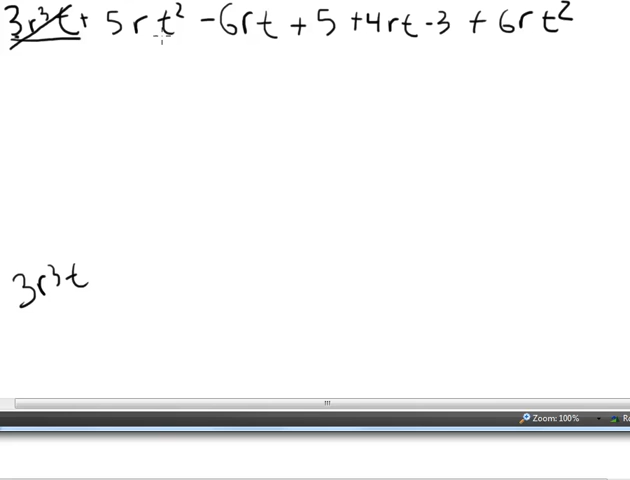 3r³t + 5rt² - 6rt + 5 + 4rt - 3 + 6rt²
3r³t
Zoom: 100%